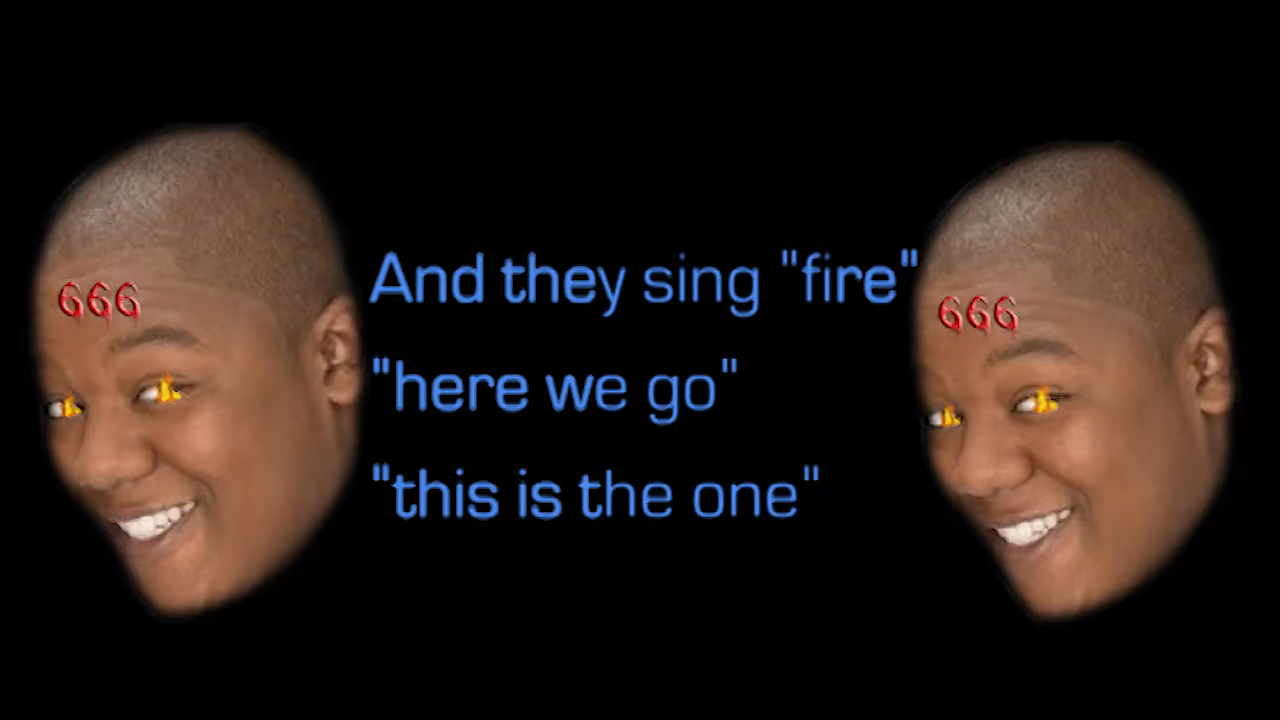 666
And they sing "fire"
"here we go"
"this is the one"
666